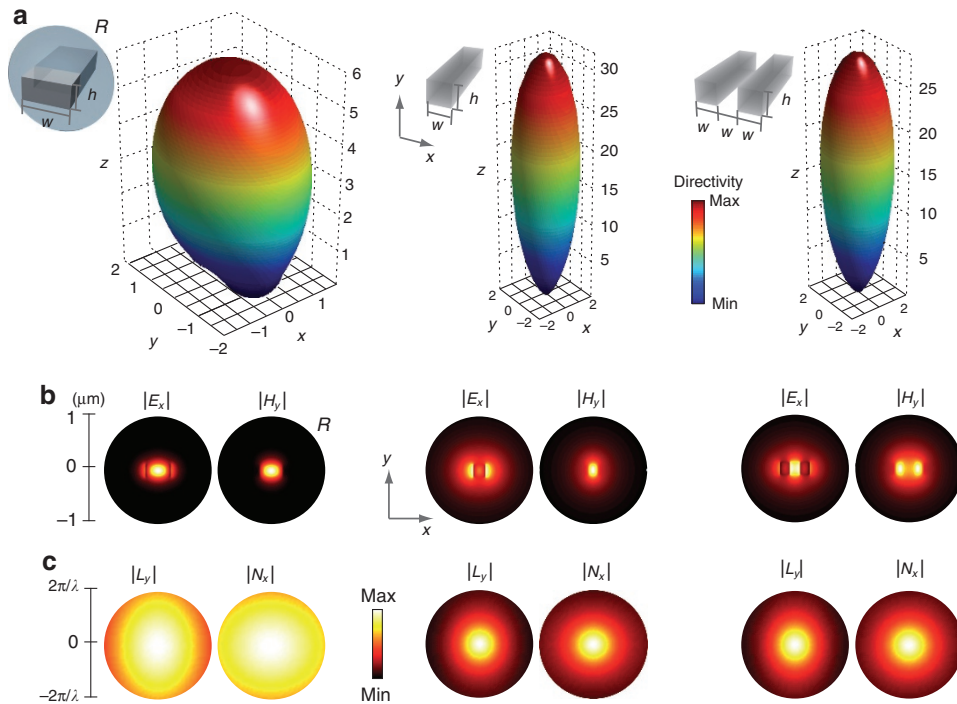 a
R
h
w
z
6
5
4
3
2
1
2
1
0
−1
−2
y
−1
0
1
x
y
x
h
w
z
30
25
20
15
10
5
2
0
−2
y
−2
0
2
x
h
w w w
Directivity
Max
Min
z
25
20
15
10
5
2
0
−2
y
−2
0
2
x
b
(μm)
1
0
−1
|Ex| |Hy|
R
y
x
|Ex| |Hy|
|Ex| |Hy|
c
2π/λ
0
−2π/λ
|Ly| |Nx|
Max
Min
|Ly| |Nx|
|Ly| |Nx|